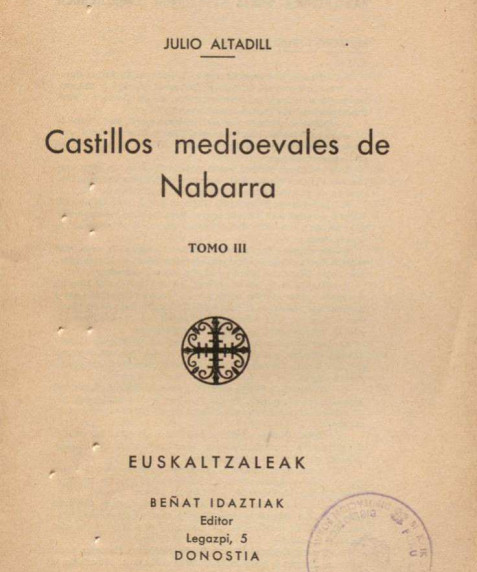 JULIO ALTADILL
Castillos medioevales de
Nabarra
TOMO III
EUSKALTZALEAK
BEÑAT IDAZTIAK
Editor
Legazpi, 5
DONOSTIA